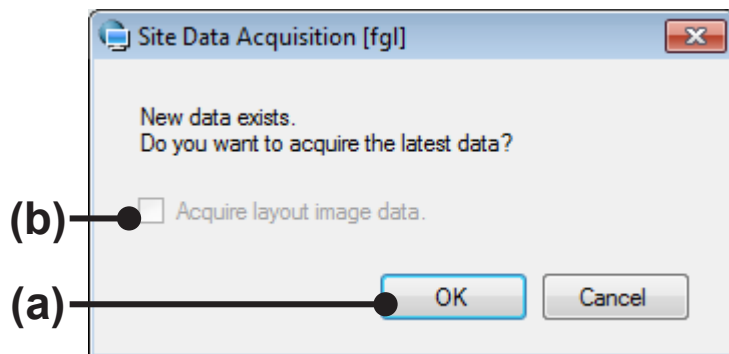 Site Data Acquisition [fgl]
New data exists.
Do you want to acquire the latest data?
(b)
Acquire layout image data.
(a)
OK
Cancel